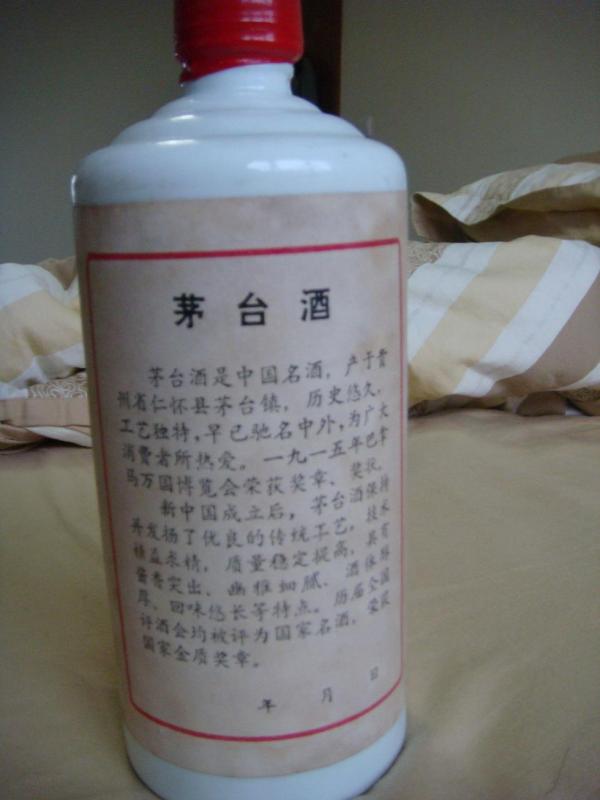 茅台酒
茅台酒是中国名酒，产于贵
州省仁怀县茅台镇，历史悠久，
工艺独特，早已驰名中外，为广大
消费者所热爱。一九一五年巴拿
马万国博览会荣获奖章、奖状。
新中国成立后，茅台酒保持
并发扬了优良的传统工艺，技术
精益求精，质量稳定提高，具有
酱香突出、幽雅细腻、酒体醇
厚、回味悠长等特点。历届全国
评酒会均被评为国家名酒，荣获
国家金质奖章。
年 月 日